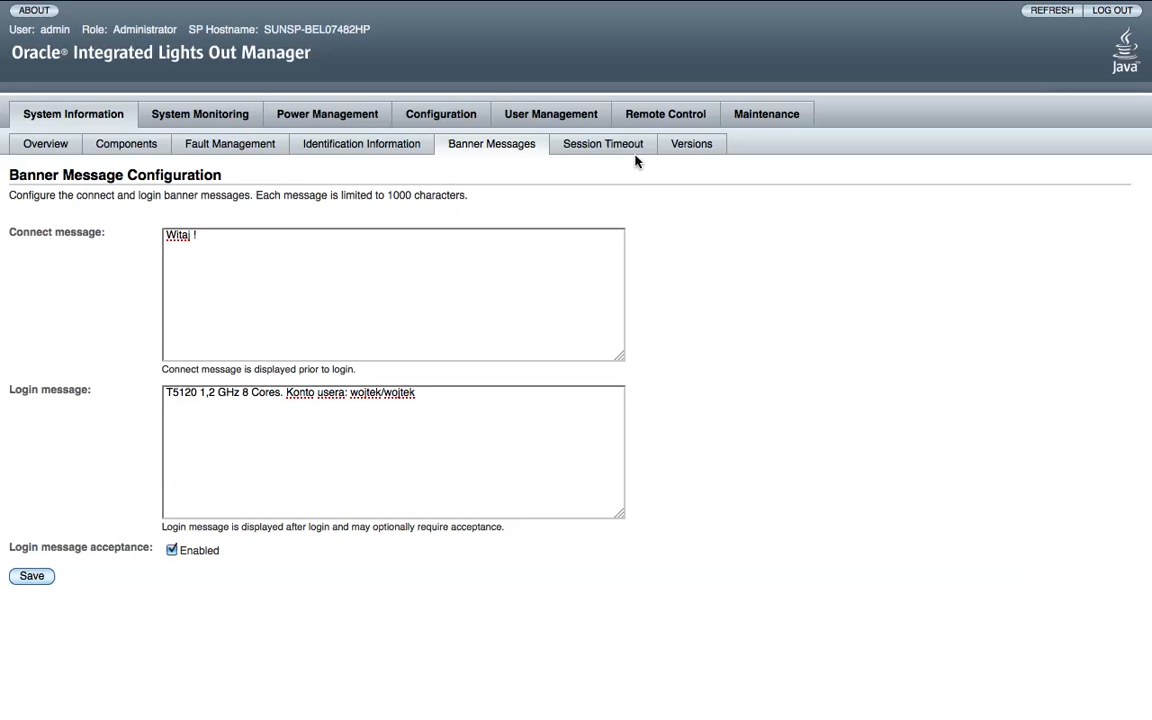 ABOUT
REFRESH
LOG OUT
User: admin Role: Administrator SP Hostname: SUNSP-BEL07482HP
Oracle® Integrated Lights Out Manager
Java™
System Information
System Monitoring
Power Management
Configuration
User Management
Remote Control
Maintenance
Overview
Components
Fault Management
Identification Information
Banner Messages
Session Timeout
Versions
Banner Message Configuration
Configure the connect and login banner messages. Each message is limited to 1000 characters.
Connect message:
Witaj !
Connect message is displayed prior to login.
Login message:
T5120 1,2 GHz 8 Cores. Konto usera: wojtek/wojtek
Login message is displayed after login and may optionally require acceptance.
Login message acceptance:
Enabled
Save